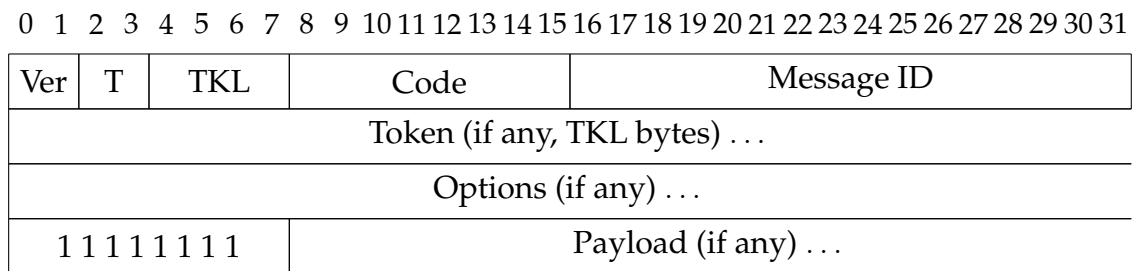 0 1 2 3 4 5 6 7 8 9 10 11 12 13 14 15 16 17 18 19 20 21 22 23 24 25 26 27 28 29 30 31
Ver T TKL Code Message ID
Token (if any, TKL bytes) . . .
Options (if any) . . .
1 1 1 1 1 1 1 1 Payload (if any) . . .